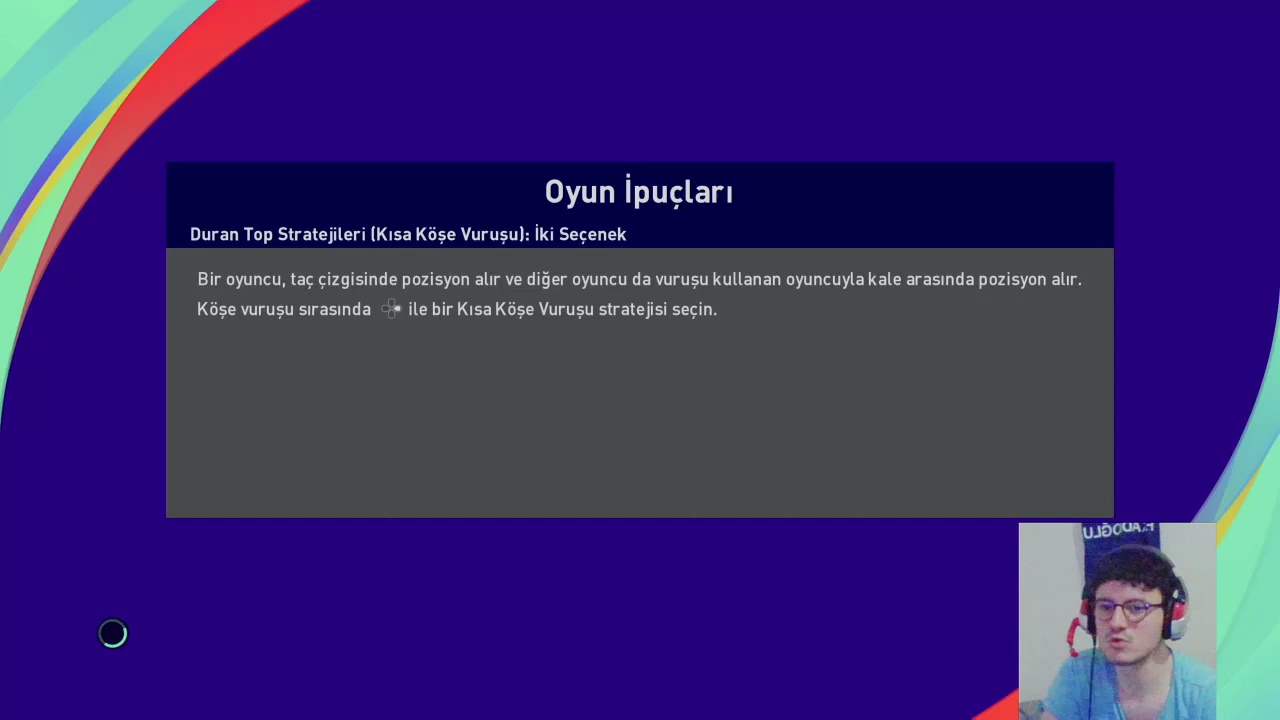 Oyun İpuçları
Duran Top Stratejileri (Kısa Köşe Vuruşu): İki Seçenek
Bir oyuncu, taç çizgisinde pozisyon alır ve diğer oyuncu da vuruşu kullanan oyuncuyla kale arasında pozisyon alır.
Köşe vuruşu sırasında ile bir Kısa Köşe Vuruşu stratejisi seçin.